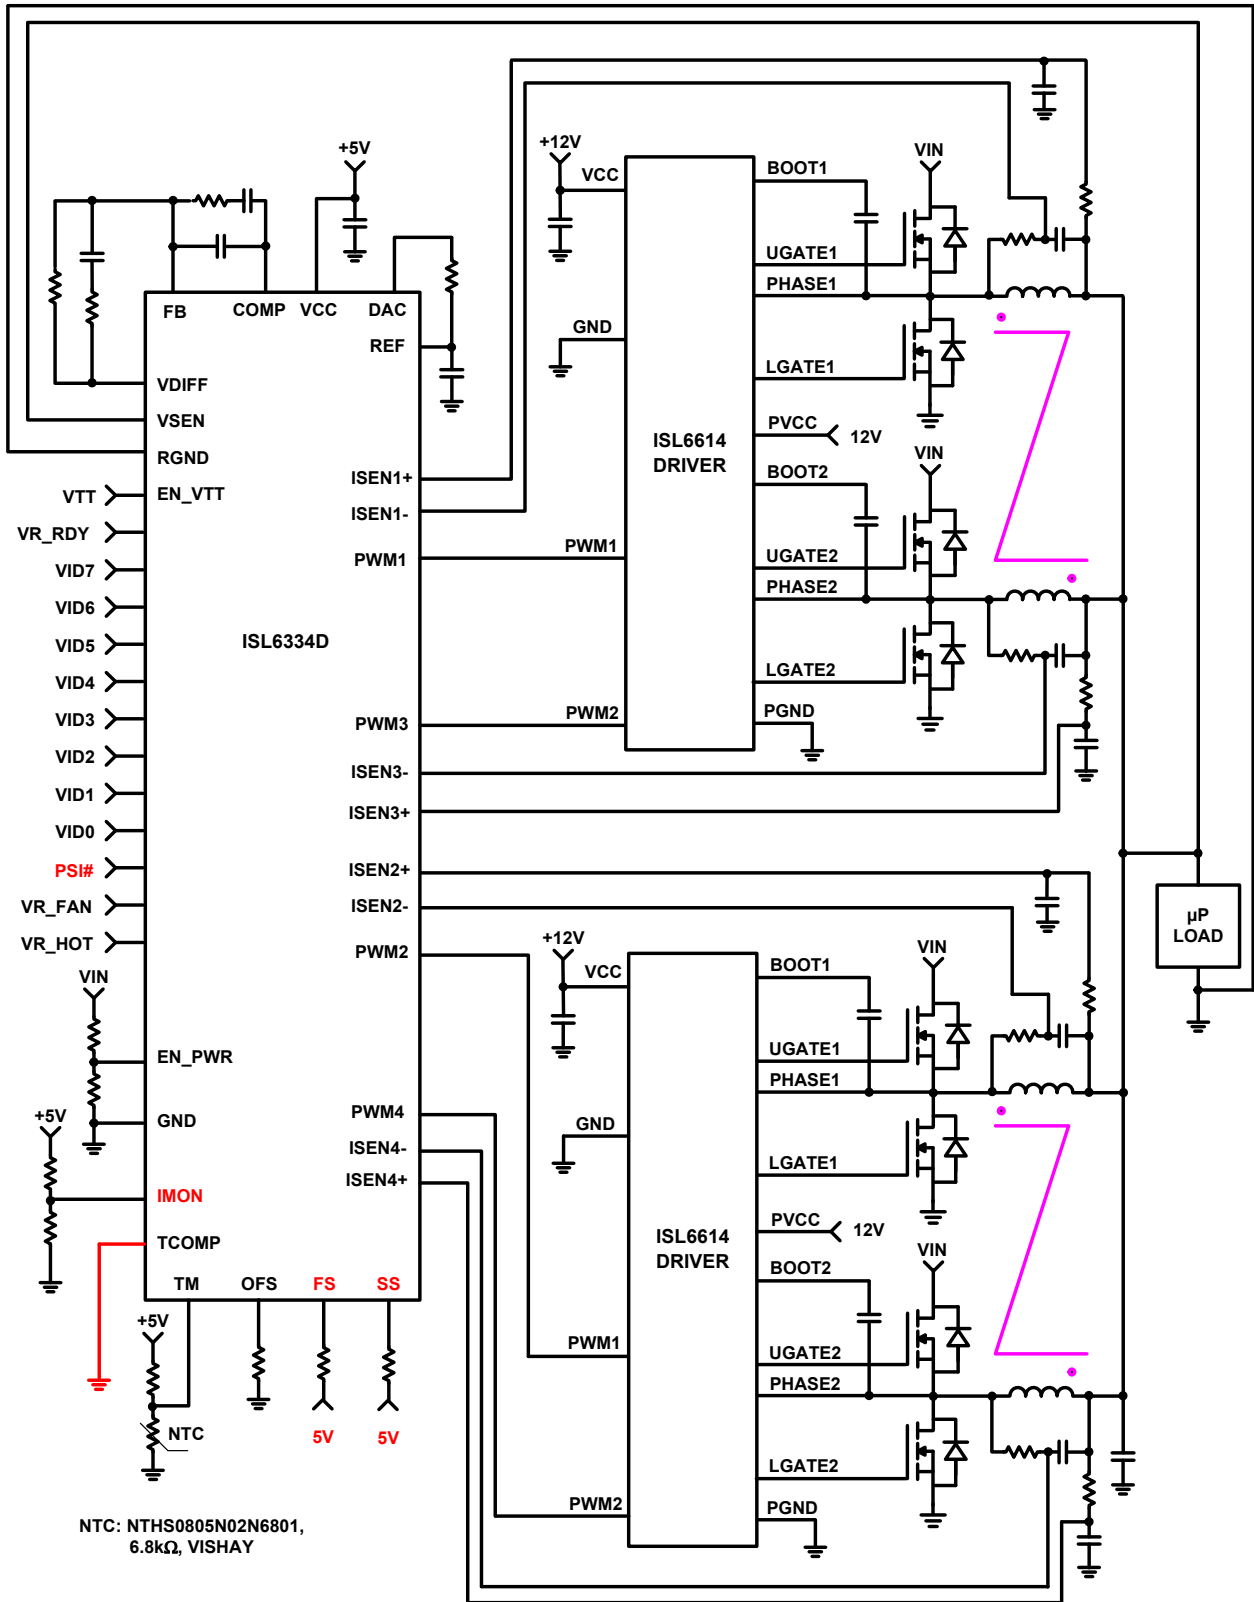 +5V
+12V
VCC
BOOT1
VIN
UGATE1
PHASE1
GND
LGATE1
PVCC
12V
ISL6614
DRIVER
BOOT2
VIN
PWM1
UGATE2
PHASE2
LGATE2
PWM2
PGND
FB
COMP
VCC
DAC
REF
VDIFF
VSEN
RGND
VTT
EN_VTT
VR_RDY
VID7
VID6
VID5
VID4
VID3
VID2
VID1
VID0
PSI#
VR_FAN
VR_HOT
VIN
EN_PWR
GND
+5V
IMON
TCOMP
TM
OFS
FS
SS
ISL6334D
ISEN1+
ISEN1-
PWM1
PWM3
ISEN3-
ISEN3+
ISEN2+
ISEN2-
PWM2
PWM4
ISEN4-
ISEN4+
µP
LOAD
+12V
VCC
BOOT1
VIN
UGATE1
PHASE1
GND
LGATE1
PVCC
12V
ISL6614
DRIVER
VIN
BOOT2
PWM1
UGATE2
PHASE2
LGATE2
PWM2
PGND
+5V
NTC
5V
5V
NTC: NTHS0805N02N6801,
6.8kΩ, VISHAY